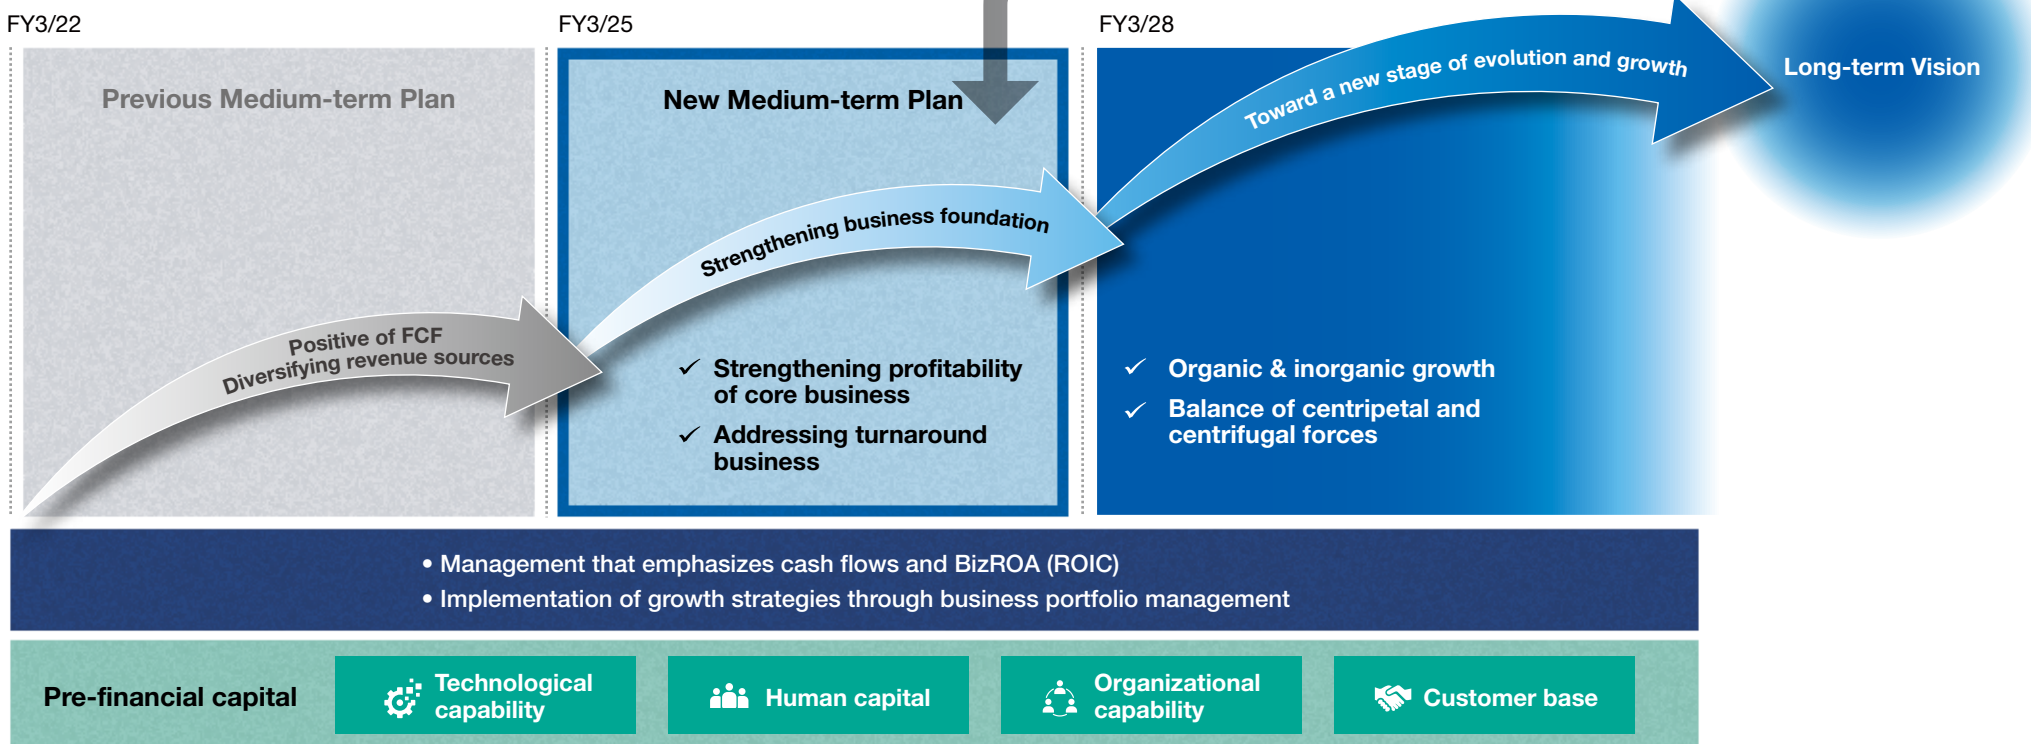 FY3/22
FY3/25
FY3/28
Previous Medium-term Plan
New Medium-term Plan
Toward a new stage of evolution and growth
Long-term Vision
Strengthening business foundation
Positive of FCF
Diversifying revenue sources
✓ Strengthening profitability
of core business
✓ Addressing turnaround
business
✓ Organic & inorganic growth
✓ Balance of centripetal and
centrifugal forces
• Management that emphasizes cash flows and BizROA (ROIC)
• Implementation of growth strategies through business portfolio management
Pre-financial capital
Technological
capability
Human capital
Organizational
capability
Customer base